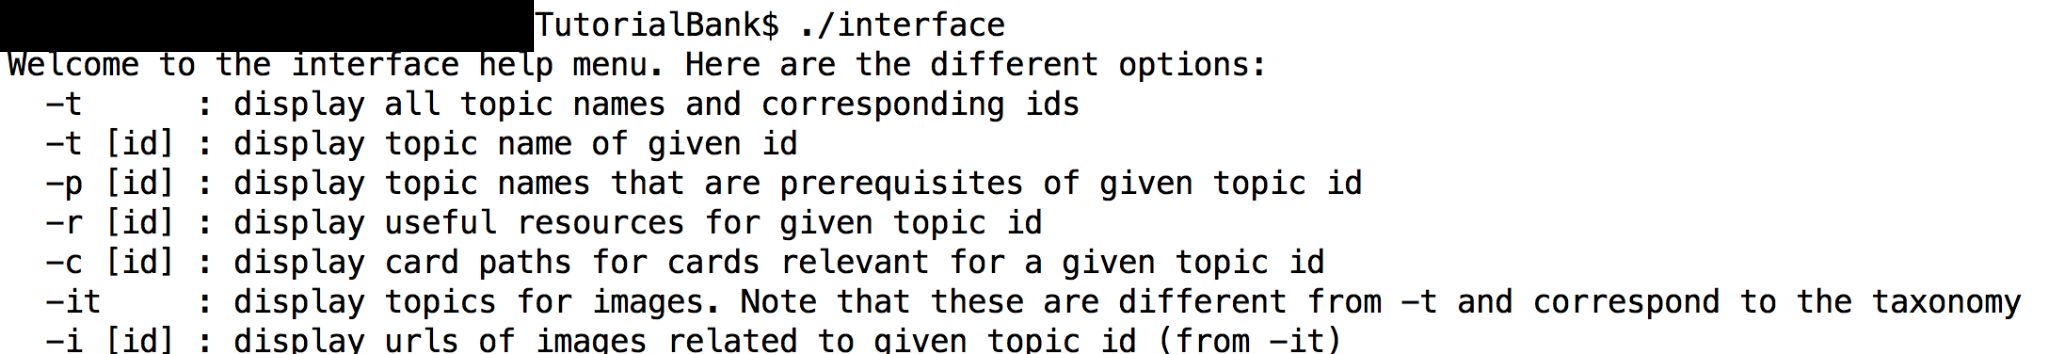 TutorialBank$ ./interface
Welcome to the interface help menu. Here are the different options:
  -t      : display all topic names and corresponding ids
  -t [id] : display topic name of given id
  -p [id] : display topic names that are prerequisites of given topic id
  -r [id] : display useful resources for given topic id
  -c [id] : display card paths for cards relevant for a given topic id
  -it     : display topics for images. Note that these are different from -t and correspond to the taxonomy
  -i [id] : display urls of images related to given topic id (from -it)